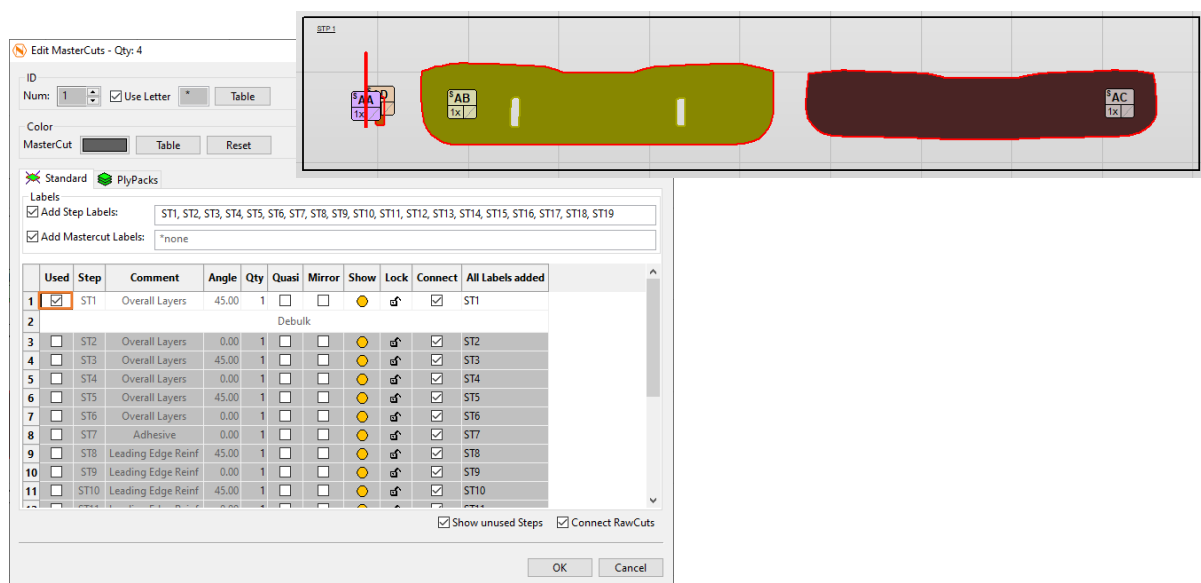 STP 1
AA
1x
D
$AB
1x
$AC
1x
Edit MasterCuts - Qty: 4
ID
Num: 1 Use Letter * Table
Color
MasterCut Table Reset
Standard PlyPacks
Labels
Add Step Labels: ST1, ST2, ST3, ST4, ST5, ST6, ST7, ST8, ST9, ST10, ST11, ST12, ST13, ST14, ST15, ST16, ST17, ST18, ST19
Add Mastercut Labels: *none
Used Step Comment Angle Qty Quasi Mirror Show Lock Connect All Labels added
1 ST1 Overall Layers 45.00 1 ST1
2 Debulk
3 ST2 Overall Layers 0.00 1 ST2
4 ST3 Overall Layers 45.00 1 ST3
5 ST4 Overall Layers 0.00 1 ST4
6 ST5 Overall Layers 45.00 1 ST5
7 ST6 Overall Layers 0.00 1 ST6
8 ST7 Adhesive 0.00 1 ST7
9 ST8 Leading Edge Reinf 45.00 1 ST8
10 ST9 Leading Edge Reinf 0.00 1 ST9
11 ST10 Leading Edge Reinf 45.00 1 ST10
Show unused Steps Connect RawCuts
OK Cancel